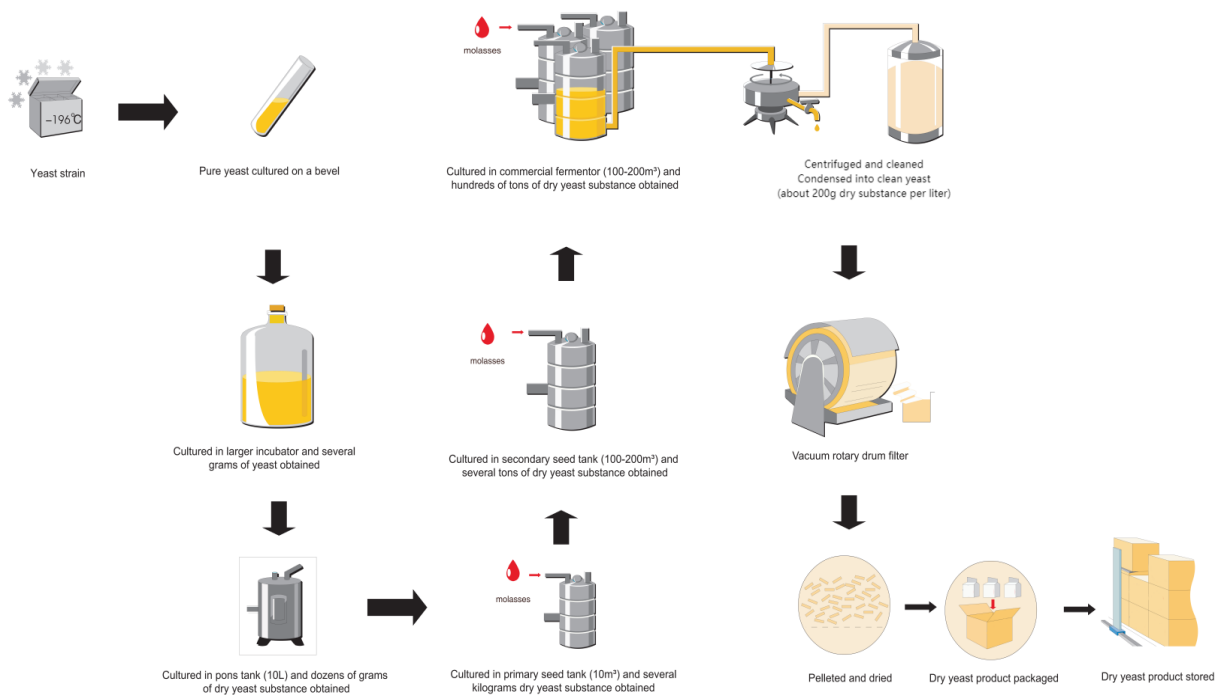 -196℃
Yeast strain
Pure yeast cultured on a bevel
Cultured in larger incubator and several
grams of yeast obtained
Cultured in pons tank (10L) and dozens of grams
of dry yeast substance obtained
molasses
Cultured in primary seed tank (10m³) and several
kilograms dry yeast substance obtained
molasses
Cultured in secondary seed tank (100-200m³) and
several tons of dry yeast substance obtained
molasses
Cultured in commercial fermentor (100-200m³) and
hundreds of tons of dry yeast substance obtained
Centrifuged and cleaned
Condensed into clean yeast
(about 200g dry substance per liter)
Vacuum rotary drum filter
Pelleted and dried
Dry yeast product packaged
Dry yeast product stored